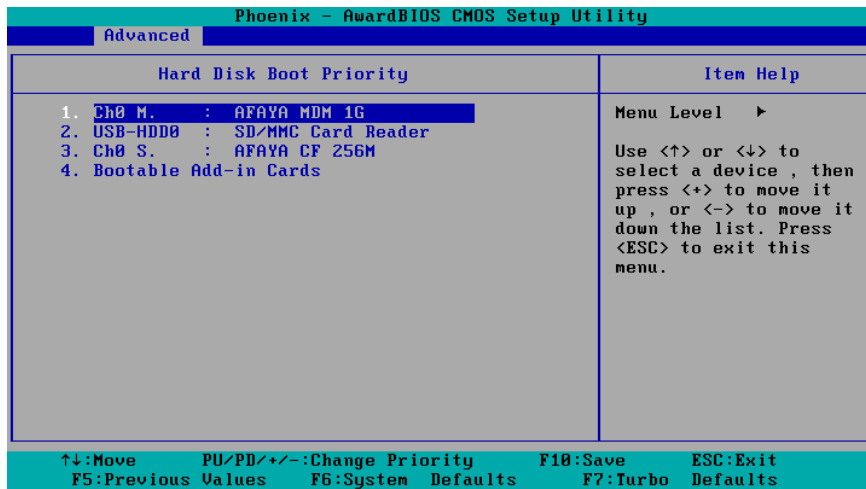 Phoenix - AwardBIOS CMOS Setup Utility
Advanced
Hard Disk Boot Priority
1. Ch0 M. : AFAYA MDM 1G
2. USB-HDD0 : SD/MMC Card Reader
3. Ch0 S. : AFAYA CF 256M
4. Bootable Add-in Cards
Item Help
Menu Level ►
Use <↑> or <↓> to
select a device , then
press <+> to move it
up , or <-> to move it
down the list. Press
<ESC> to exit this
menu.
↑↓:Move PU/PD/+/-:Change Priority F10:Save ESC:Exit
F5:Previous Values F6:System Defaults F7:Turbo Defaults